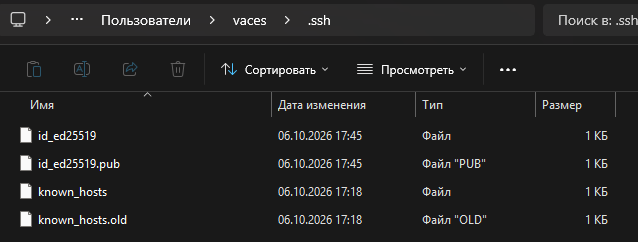 Пользователи > vaces > .ssh Поиск в: .ssh
Сортировать Просмотреть
Имя Дата изменения Тип Размер
id_ed25519 06.10.2026 17:45 Файл 1 КБ
id_ed25519.pub 06.10.2026 17:45 Файл "PUB" 1 КБ
known_hosts 06.10.2026 17:18 Файл 1 КБ
known_hosts.old 06.10.2026 17:18 Файл "OLD" 1 КБ